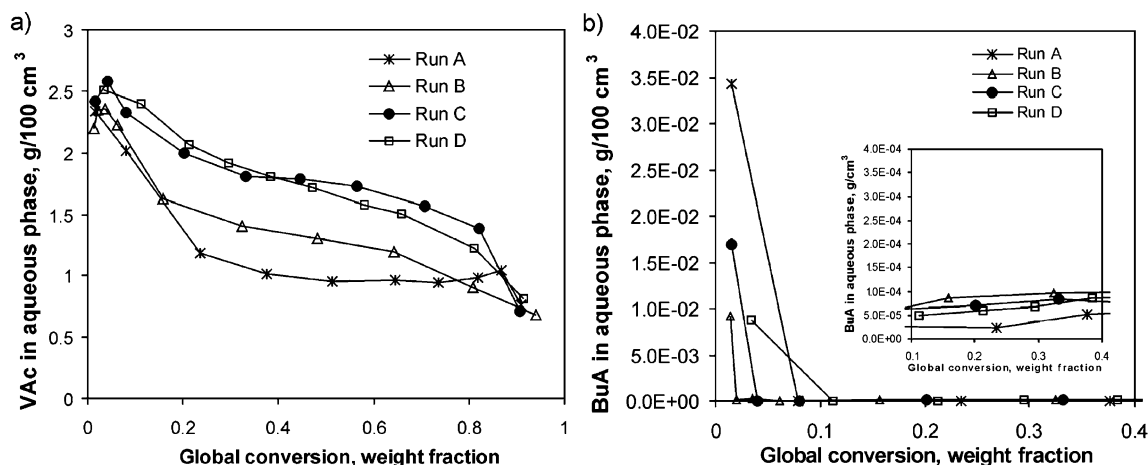 a)
VAc in aqueous phase, g/100 cm³
3
2.5
2
1.5
1
0.5
0
0
0.2
0.4
0.6
0.8
1
Global conversion, weight fraction
Run A
Run B
Run C
Run D
b)
BuA in aqueous phase, g/100 cm³
4.0E-02
3.5E-02
3.0E-02
2.5E-02
2.0E-02
1.5E-02
1.0E-02
5.0E-03
0.0E+00
0
0.1
0.2
0.3
0.4
Global conversion, weight fraction
Run A
Run B
Run C
Run D
BuA in aqueous phase, g/cm³
4.0E-04
4.0E-04
3.0E-04
3.0E-04
2.0E-04
2.0E-04
1.0E-04
5.0E-05
0.0E+00
0.1
0.2
0.3
0.4
Global conversion, weight fraction